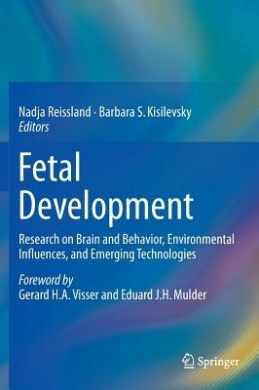 Nadja Reissland · Barbara S. Kisilevsky
Editors
Fetal
Development
Research on Brain and Behavior, Environmental
Influences, and Emerging Technologies
Foreword by
Gerard H.A. Visser and Eduard J.H. Mulder
Springer